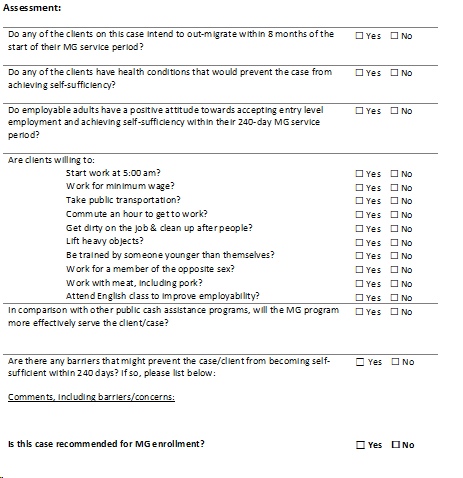 Assessment:
Do any of the clients on this case intend to out-migrate within 8 months of the ☐ Yes ☐ No
start of their MG service period?
Do any of the clients have health conditions that would prevent the case from ☐ Yes ☐ No
achieving self-sufficiency?
Do employable adults have a positive attitude towards accepting entry level ☐ Yes ☐ No
employment and achieving self-sufficiency within their 240-day MG service
period?
Are clients willing to:
Start work at 5:00 am? ☐ Yes ☐ No
Work for minimum wage? ☐ Yes ☐ No
Take public transportation? ☐ Yes ☐ No
Commute an hour to get to work? ☐ Yes ☐ No
Get dirty on the job & clean up after people? ☐ Yes ☐ No
Lift heavy objects? ☐ Yes ☐ No
Be trained by someone younger than themselves? ☐ Yes ☐ No
Work for a member of the opposite sex? ☐ Yes ☐ No
Work with meat, including pork? ☐ Yes ☐ No
Attend English class to improve employability? ☐ Yes ☐ No
In comparison with other public cash assistance programs, will the MG program ☐ Yes ☐ No
more effectively serve the client/case?
Are there any barriers that might prevent the case/client from becoming self- ☐ Yes ☐ No
sufficient within 240 days? If so, please list below:
Comments, including barriers/concerns:
Is this case recommended for MG enrollment? ☐ Yes ☐ No